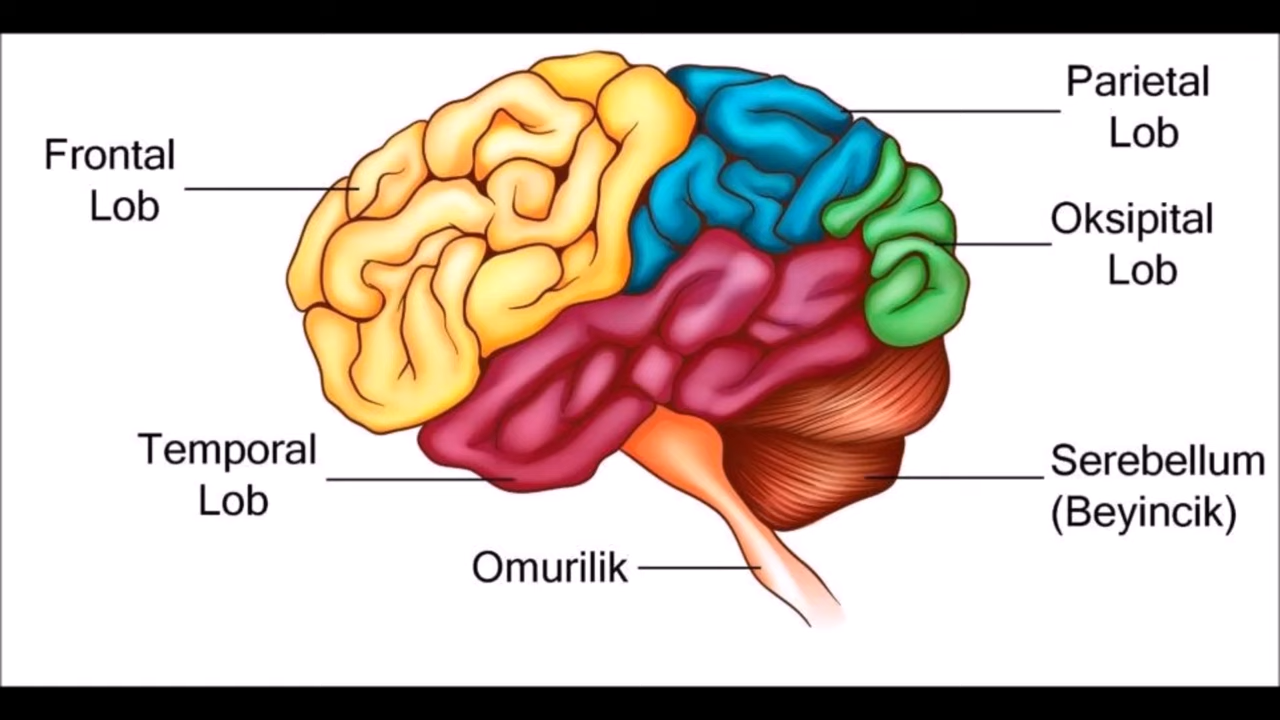 Frontal
Lob
Parietal
Lob
Oksipital
Lob
Temporal
Lob
Serebellum
(Beyincik)
Omurilik